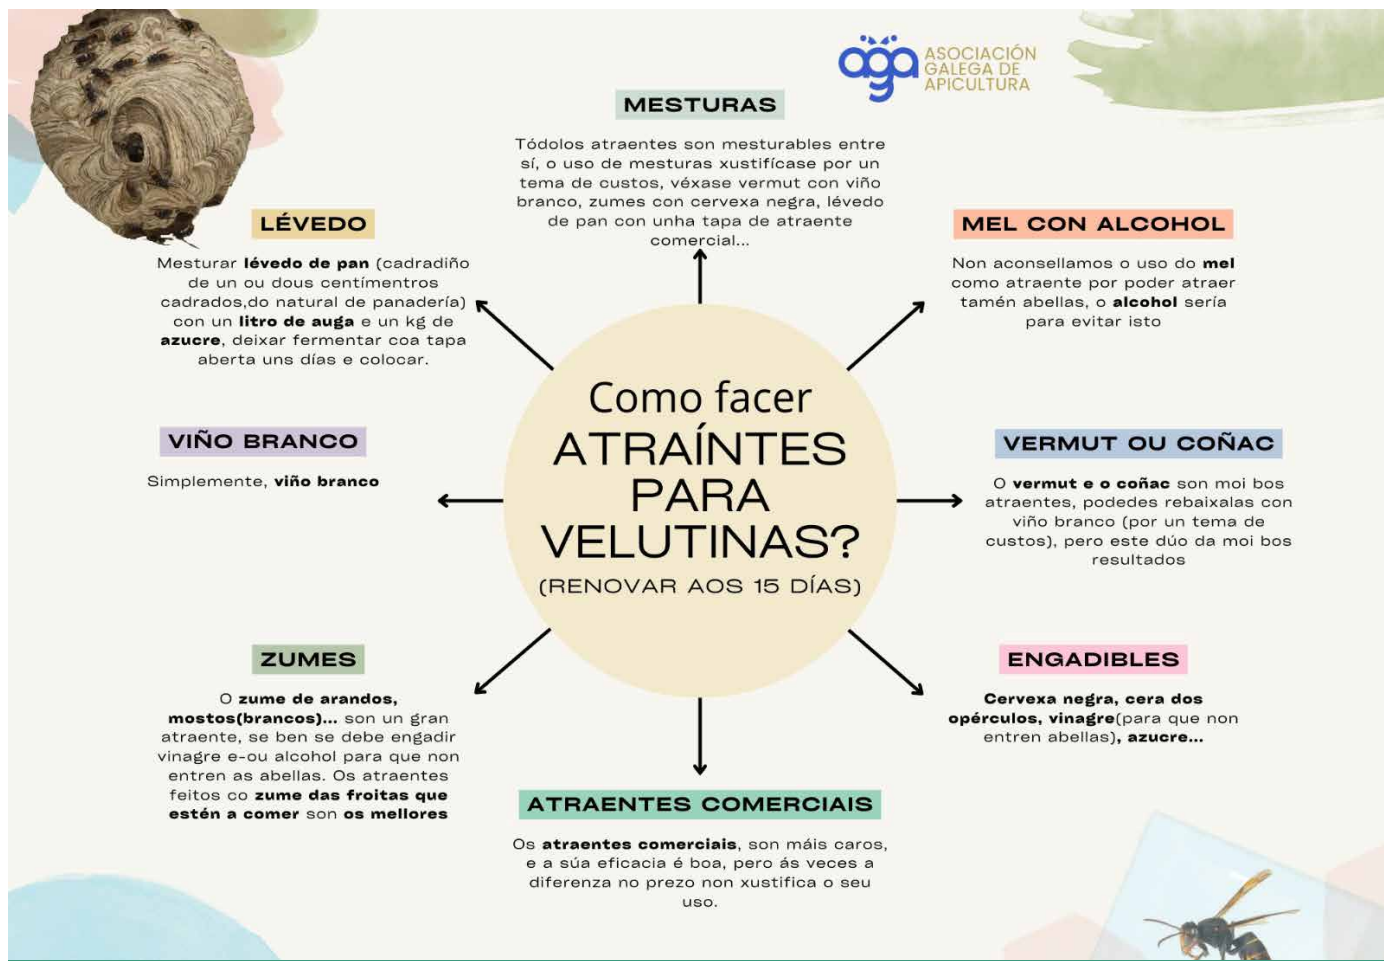 aga
ASOCIACIÓN
GALEGA DE
APICULTURA
MESTURAS
Tódolos atraentes son mesturables entre
sí, o uso de mesturas xustifícase por un
tema de custos, véxase vermut con viño
branco, zumes con cervexa negra, lévedo
de pan con unha tapa de atraente
comercial...
LÉVEDO
Mesturar lévedo de pan (cadradiño
de un ou dous centímentros
cadrados,do natural de panadería)
con un litro de auga e un kg de
azucre, deixar fermentar coa tapa
aberta uns días e colocar.
MEL CON ALCOHOL
Non aconsellamos o uso do mel
como atraente por poder atraer
tamén abellas, o alcohol sería
para evitar isto
Como facer
ATRAÍNTES
PARA
VELUTINAS?
(RENOVAR AOS 15 DÍAS)
VIÑO BRANCO
Simplemente, viño branco
VERMUT OU COÑAC
O vermut e o coñac son moi bos
atraentes, podedes rebaixalas con
viño branco (por un tema de
custos), pero este dúo da moi bos
resultados
ZUMES
O zume de arandos,
mostos(brancos)... son un gran
atraente, se ben se debe engadir
vinagre e-ou alcohol para que non
entren as abellas. Os atraentes
feitos co zume das froitas que
estén a comer son os mellores
ENGADIBLES
Cervexa negra, cera dos
opérculos, vinagre(para que non
entren abellas), azucre...
ATRAENTES COMERCIAIS
Os atraentes comerciais, son máis caros,
e a súa eficacia é boa, pero ás veces a
diferenza no prezo non xustifica o seu
uso.